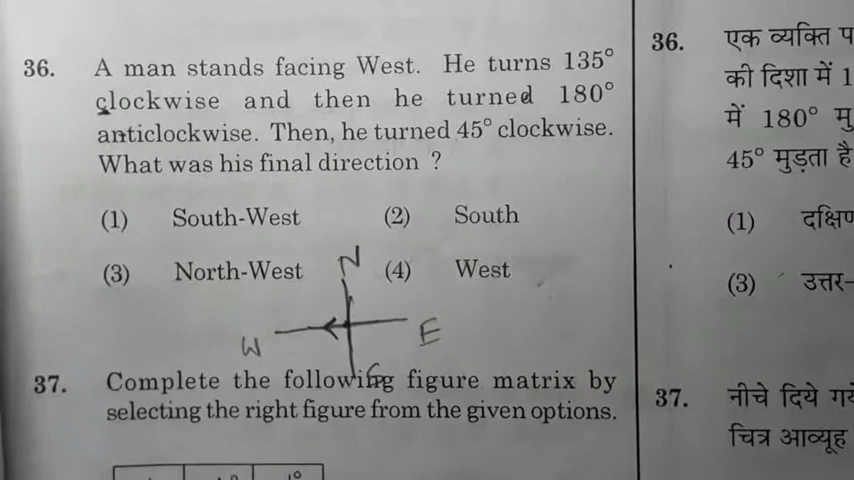 36. A man stands facing West. He turns 135°
clockwise and then he turned 180°
anticlockwise. Then, he turned 45° clockwise.
What was his final direction ?
(1) South-West (2) South
(3) North-West (4) West
N
W E
S
37. Complete the following figure matrix by
selecting the right figure from the given options.
36. एक व्यक्ति प
की दिशा में 1
में 180° मु
45° मुड़ता है
(1) दक्षिण
(3) उत्तर-
37. नीचे दिये गये
चित्र आव्यूह